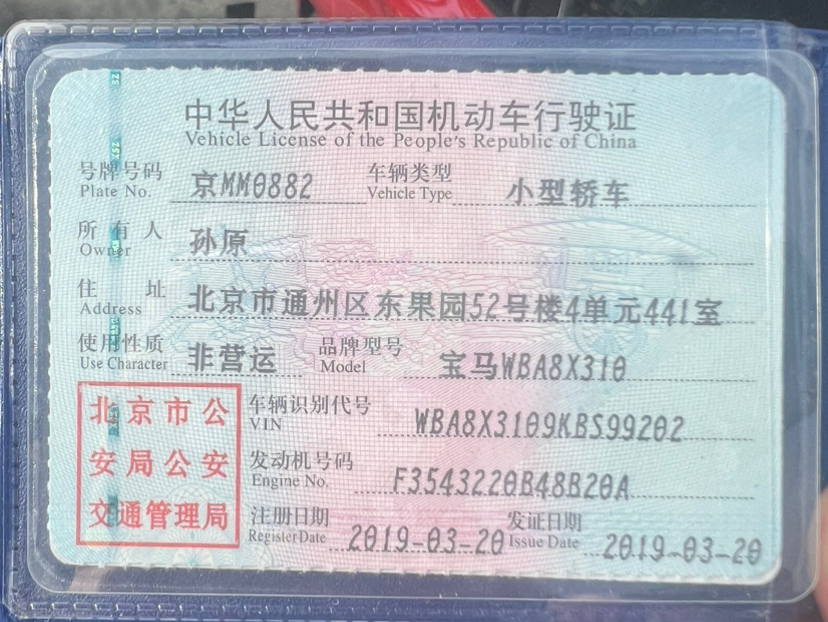 中华人民共和国机动车行驶证
Vehicle License of the People's Republic of China
号牌号码 京MM0882 车辆类型 小型轿车
Plate No. Vehicle Type
所有人 孙原
Owner
住址 北京市通州区东果园52号楼4单元441室
Address
使用性质 非营运 品牌型号 宝马WBA8X310
Use Character Model
北京市公 车辆识别代号 WBA8X3109KBS99202
VIN
安局公安 发动机号码 F3543220B48B20A
Engine No.
交通管理局 注册日期 2019-03-20 发证日期 2019-03-20
Register Date Issue Date